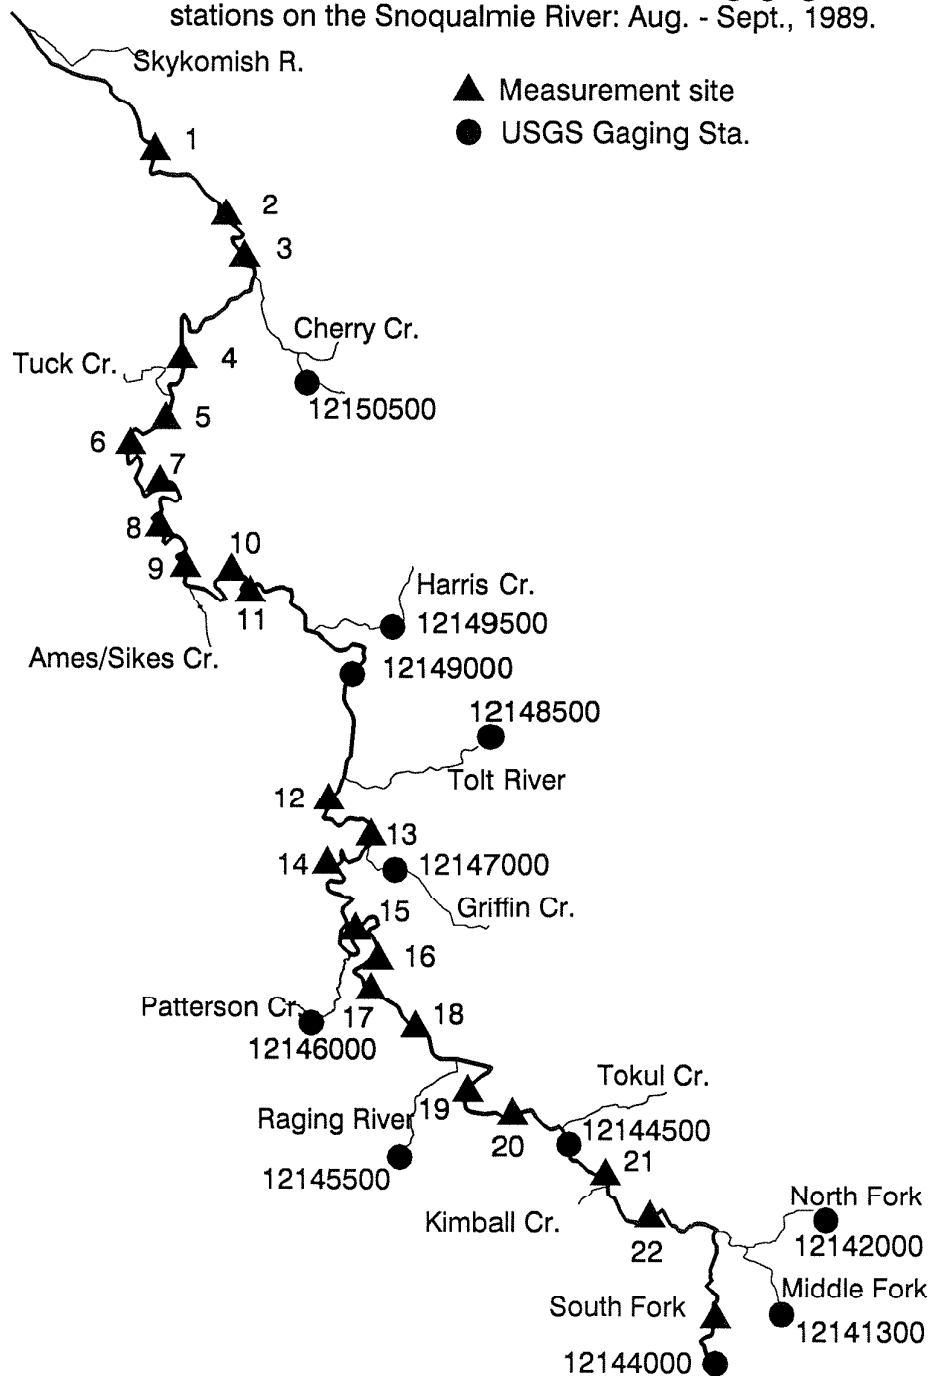 stations on the Snoqualmie River: Aug. - Sept., 1989.
Skykomish R.
Measurement site
USGS Gaging Sta.
1
2
3
Cherry Cr.
Tuck Cr.
4
12150500
5
6
7
8
10
9
Harris Cr.
11
12149500
Ames/Sikes Cr.
12149000
12148500
Tolt River
12
13
14
12147000
Griffin Cr.
15
16
Patterson Cr.
17
18
12146000
Tokul Cr.
19
Raging River
12144500
20
21
12145500
North Fork
Kimball Cr.
12142000
22
Middle Fork
South Fork
12141300
12144000